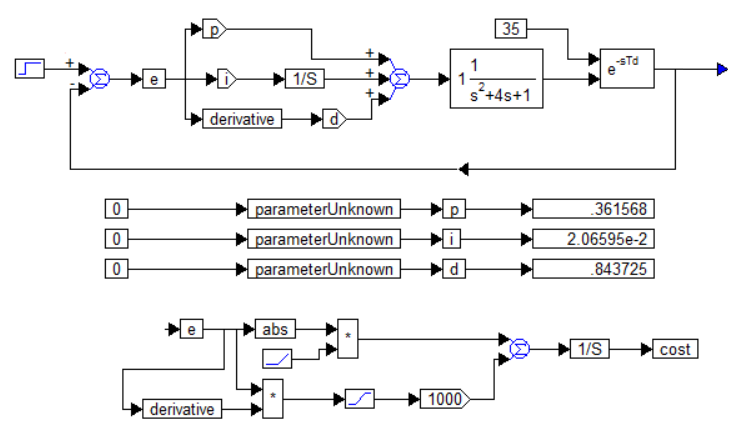 p
35
+
e
i
1/S
+
+
+
-
1 1
s²+4s+1
e^-sTd
derivative
d
0 parameterUnknown p .361568
0 parameterUnknown i 2.06595e-2
0 parameterUnknown d .843725
e
abs
*
1/S
cost
derivative
*
1000